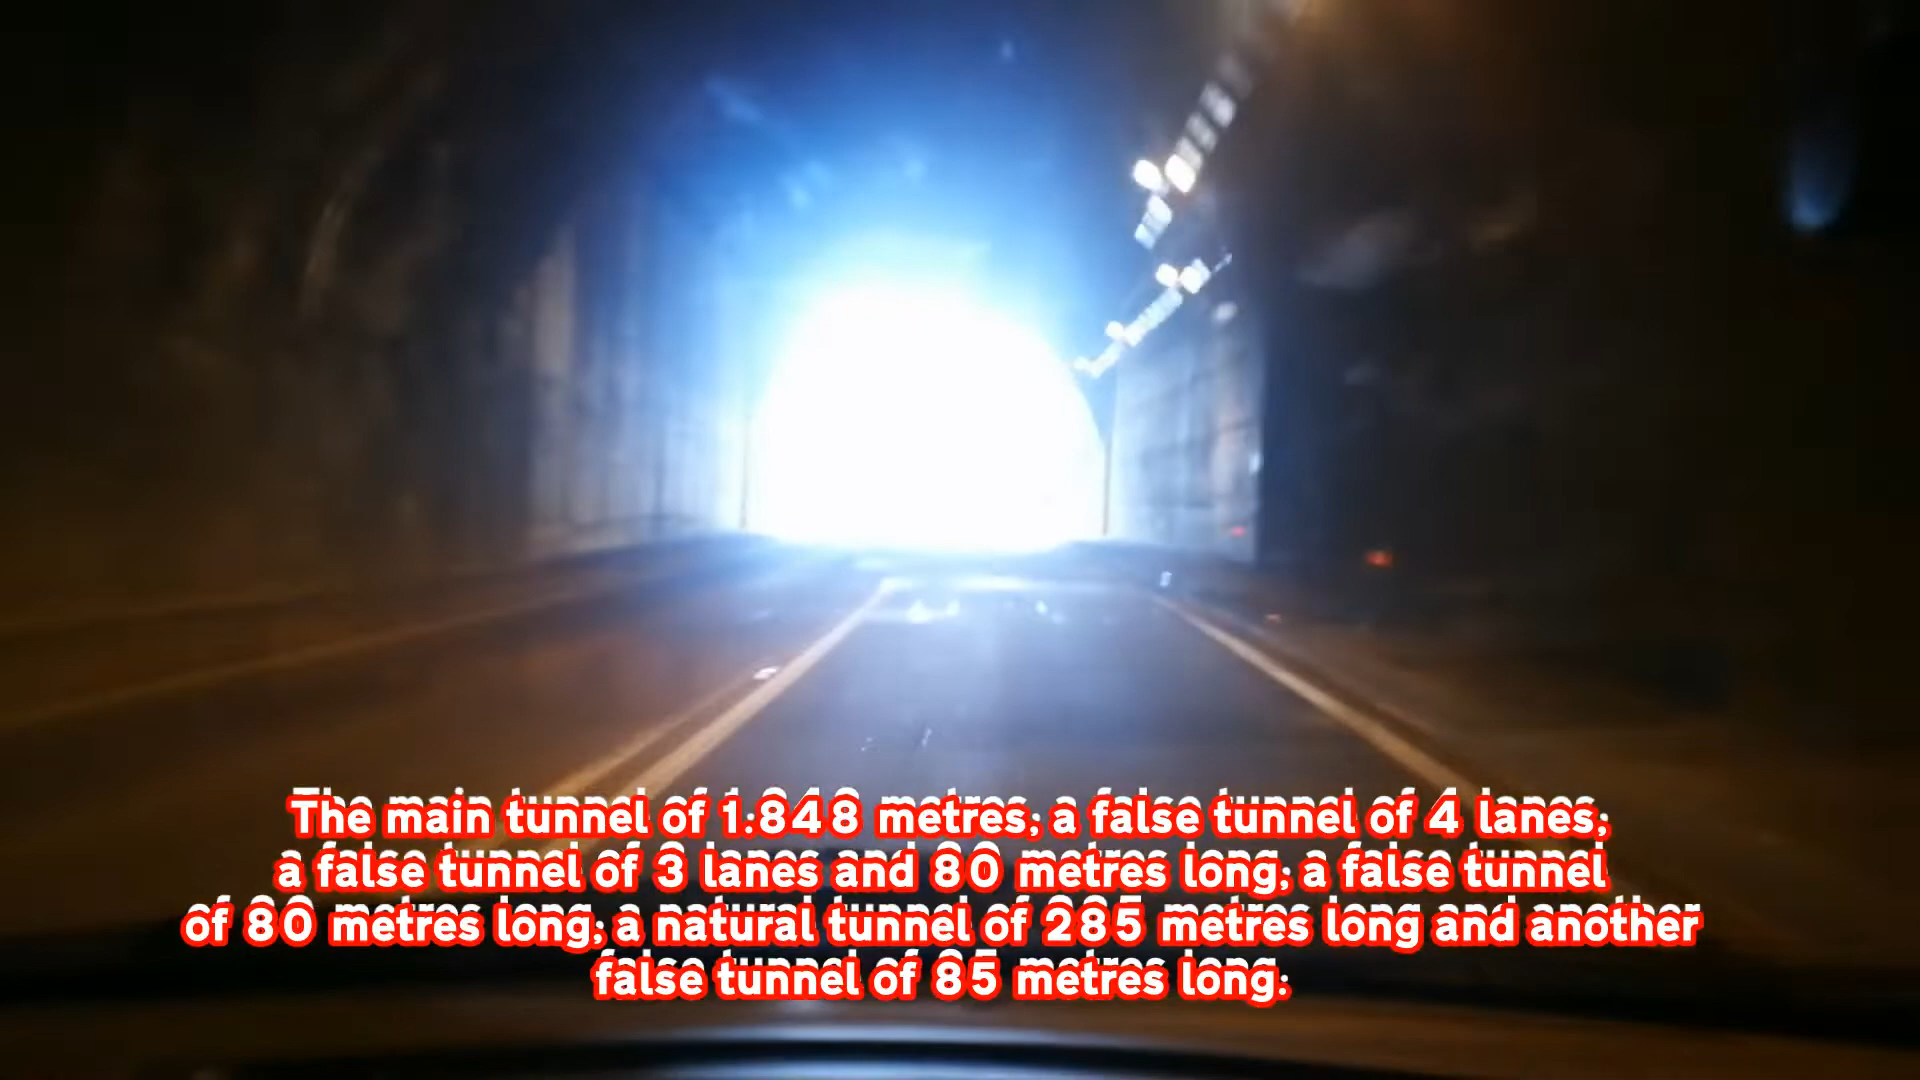 The main tunnel of 1.848 metres; a false tunnel of 4 lanes;
a false tunnel of 3 lanes and 80 metres long; a false tunnel
of 80 metres long; a natural tunnel of 285 metres long and another
false tunnel of 85 metres long.